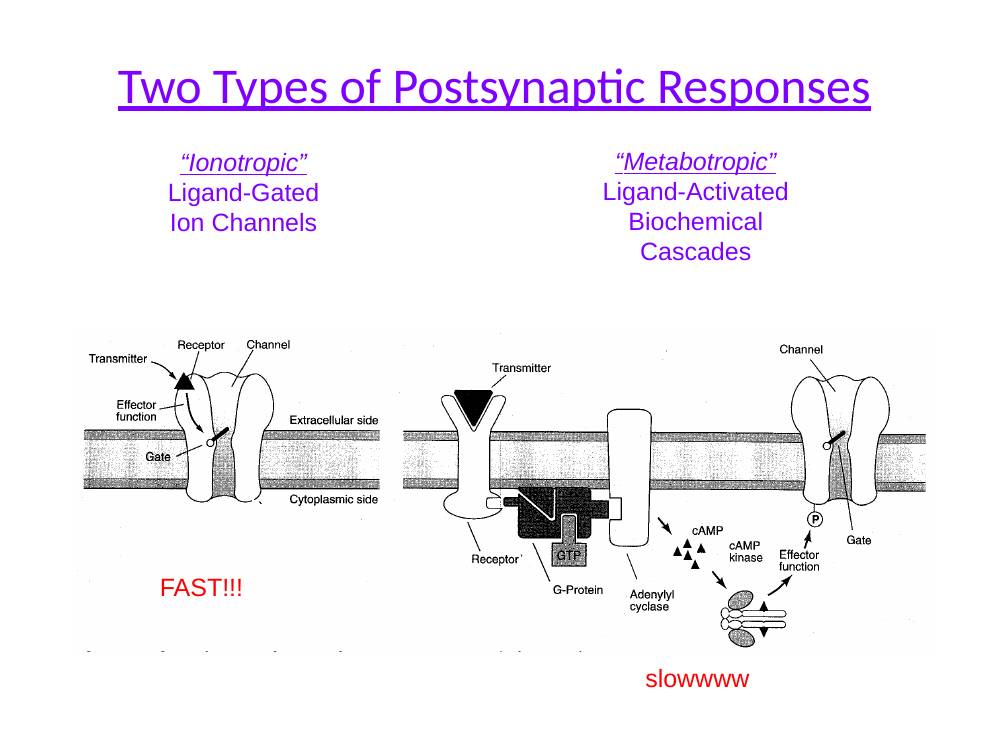 Two Types of Postsynaptic Responses
“Ionotropic”
Ligand-Gated
Ion Channels
“Metabotropic”
Ligand-Activated
Biochemical
Cascades
Receptor
Channel
Transmitter
Effector
function
Gate
Extracellular side
Cytoplasmic side
FAST!!!
Transmitter
Channel
Receptor
GTP
G-Protein
Adenylyl
cyclase
cAMP
cAMP
kinase
Effector
function
P
Gate
slowwww